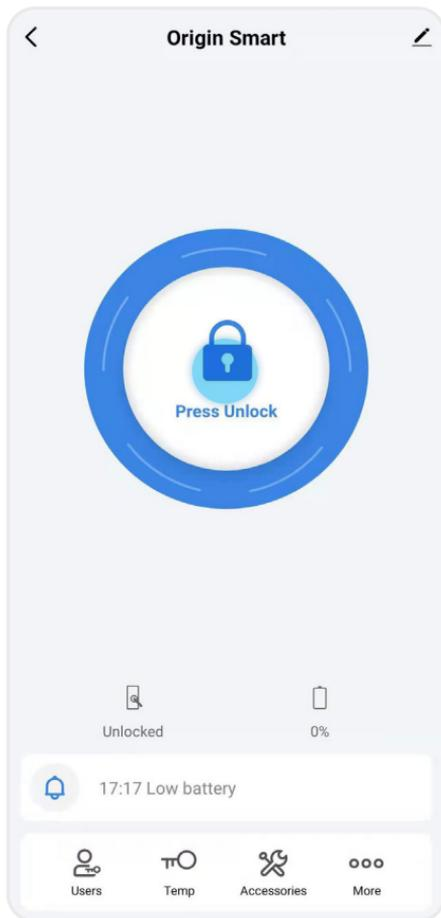 Origin Smart
Press Unlock
Unlocked
0%
17:17 Low battery
Users
Temp
Accessories
More